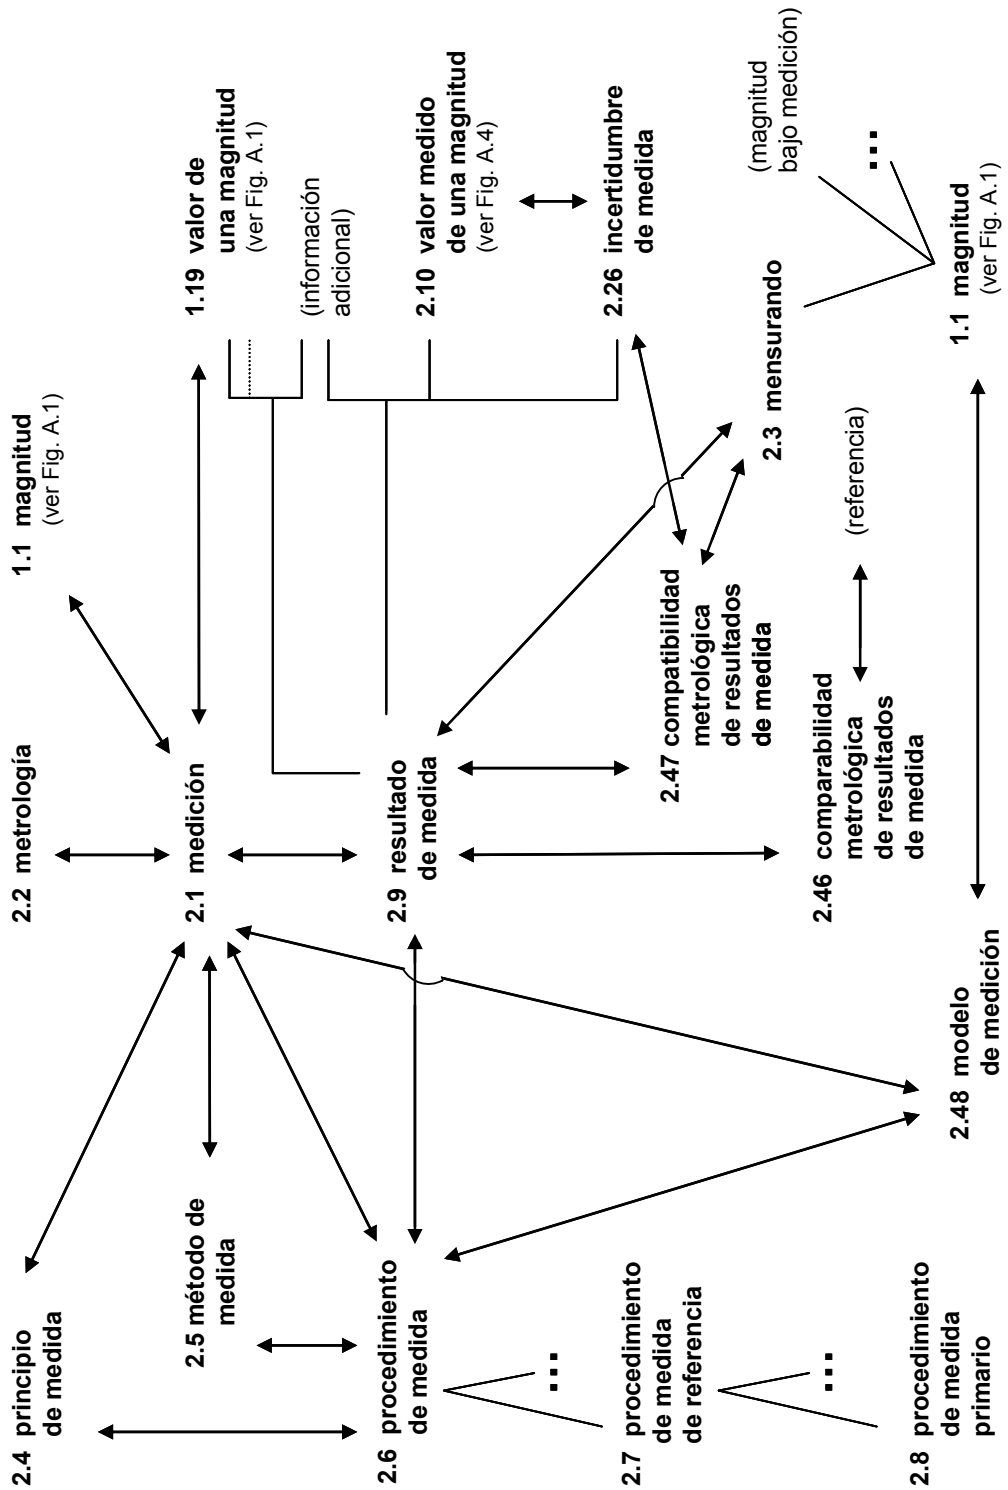 2.4 principio
de medida
2.2 metrología
1.1 magnitud
(ver Fig. A.1)
2.5 método de
medida
2.1 medición
1.19 valor de
una magnitud
(ver Fig. A.1)
(información
adicional)
2.6 procedimiento
de medida
2.9 resultado
de medida
2.10 valor medido
de una magnitud
(ver Fig. A.4)
...
2.26 incertidumbre
de medida
2.7 procedimiento
de medida
de referencia
2.47 compatibilidad
metrológica
de resultados
de medida
2.3 mensurando
(magnitud
bajo medición)
...
...
2.46 comparabilidad
metrológica
de resultados
de medida
(referencia)
2.8 procedimiento
de medida
primario
2.48 modelo
de medición
1.1 magnitud
(ver Fig. A.1)